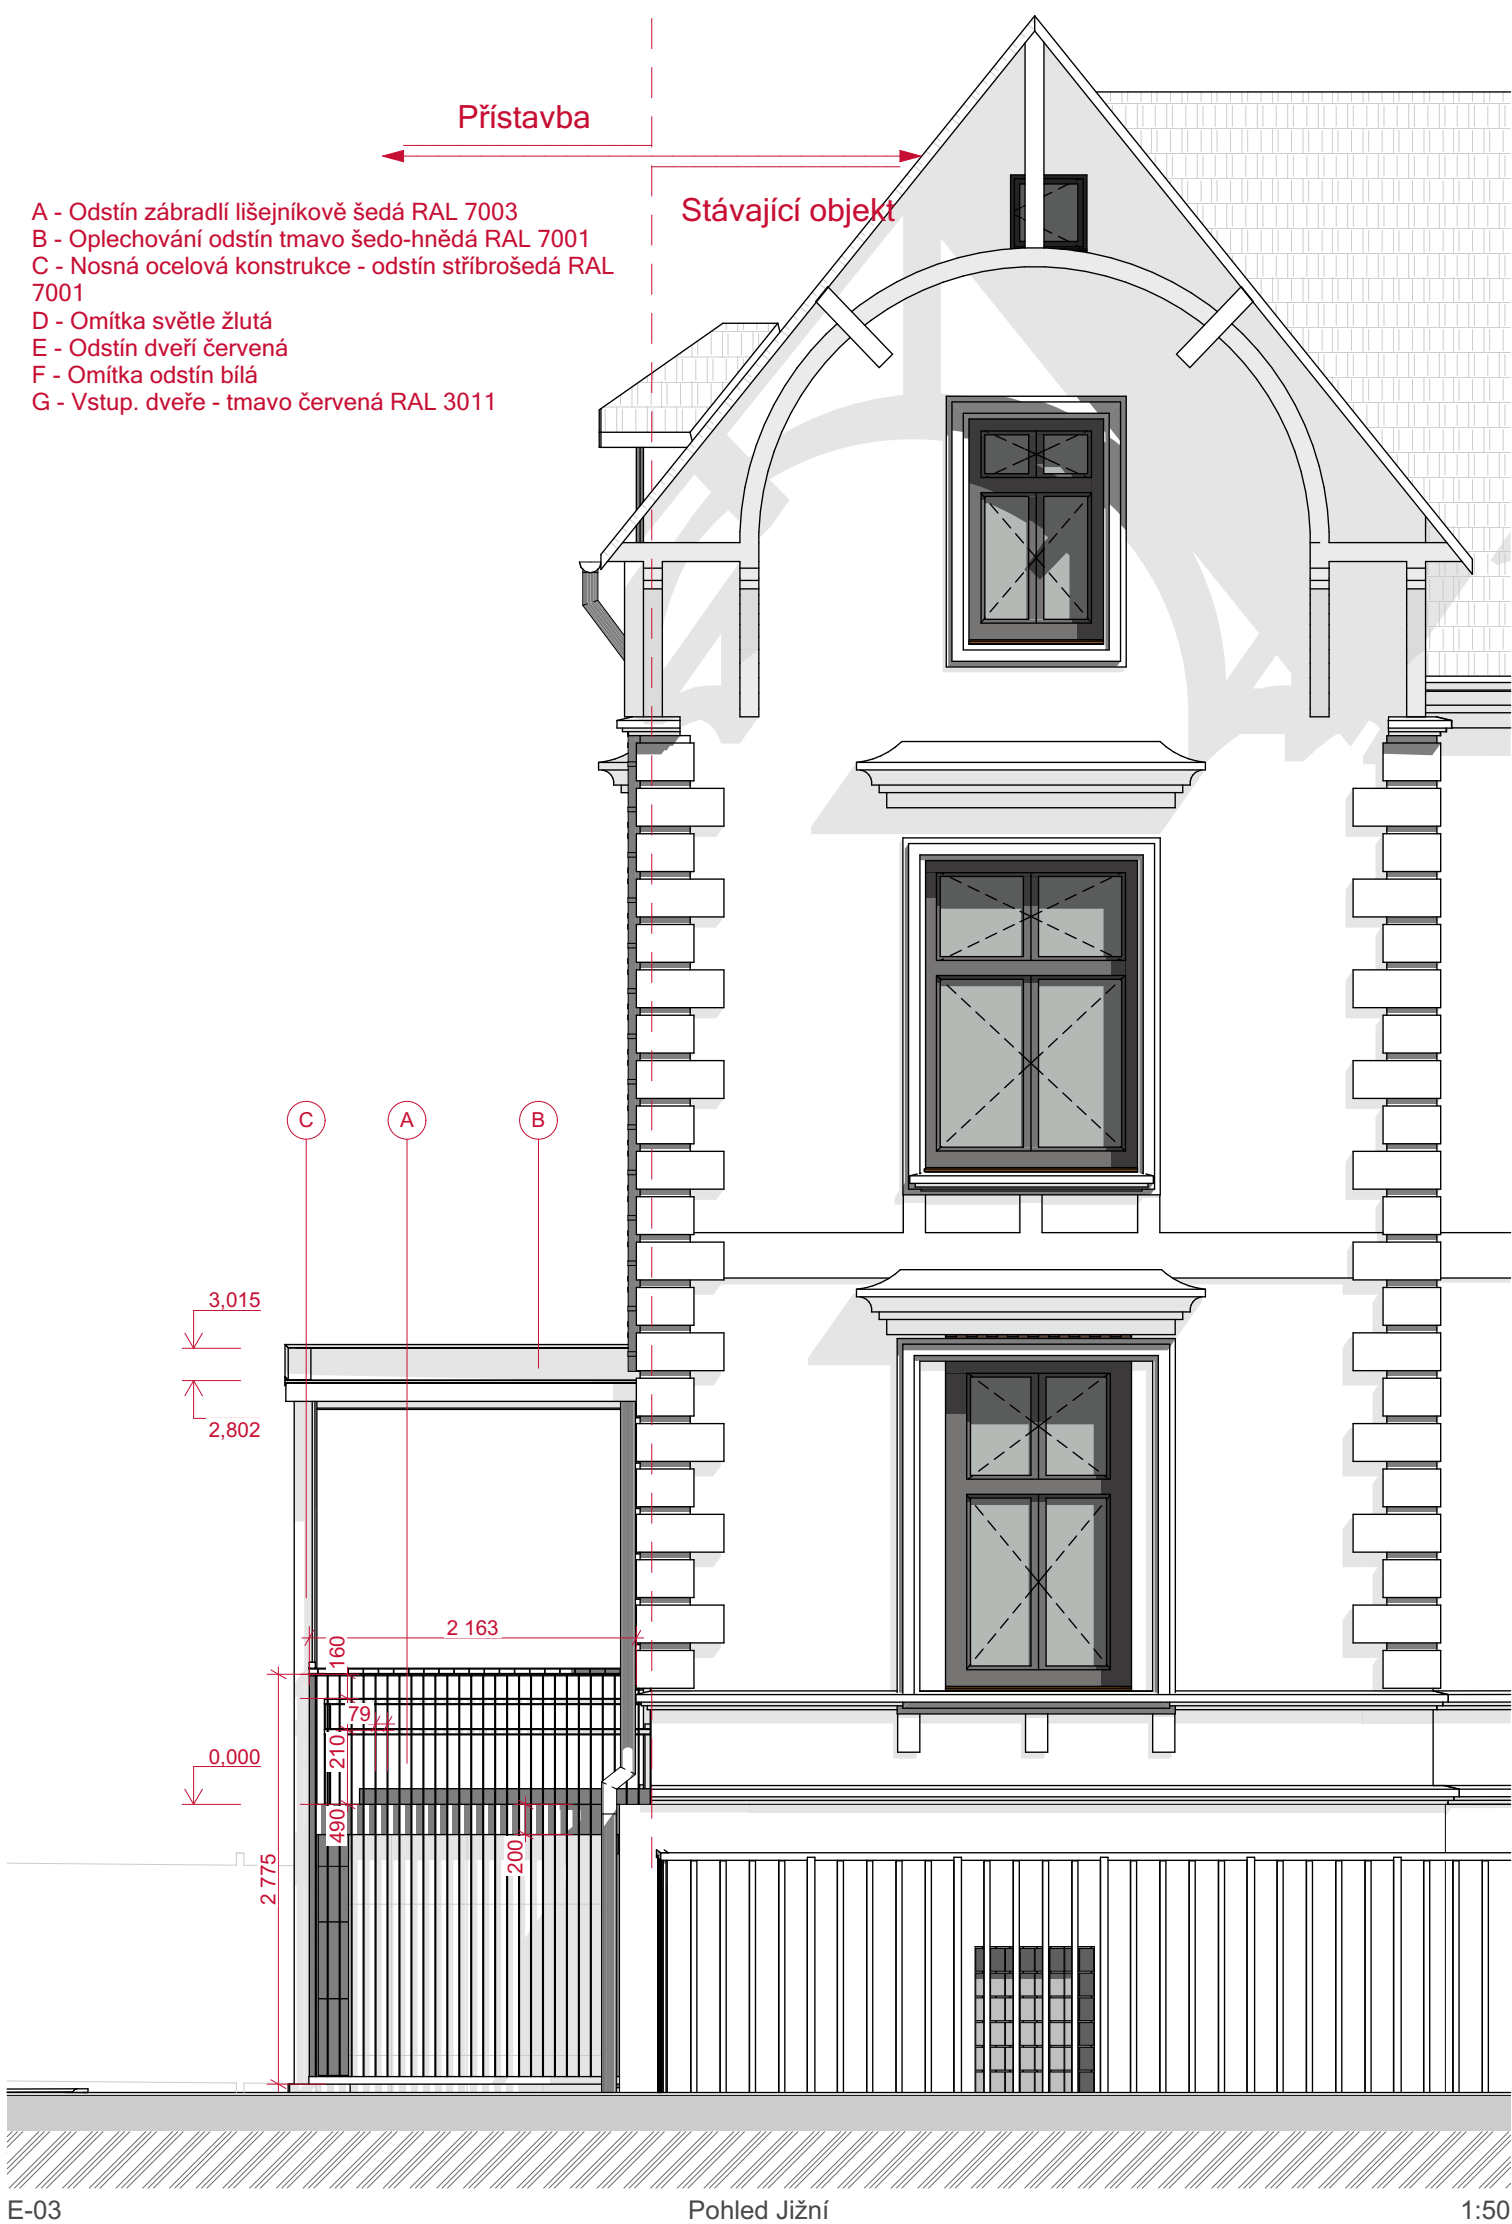 Přístavba
Stávající objekt
A - Odstín zábradlí lišejníkově šedá RAL 7003
B - Oplechování odstín tmavo šedo-hnědá RAL 7001
C - Nosná ocelová konstrukce - odstín stříbrošedá RAL
7001
D - Omítka světle žlutá
E - Odstín dveří červená
F - Omítka odstín bílá
G - Vstup. dveře - tmavo červená RAL 3011
C
A
B
3,015
2,802
2 163
160
79
210
0,000
490
200
2 775
E-03
Pohled Jižní
1:50